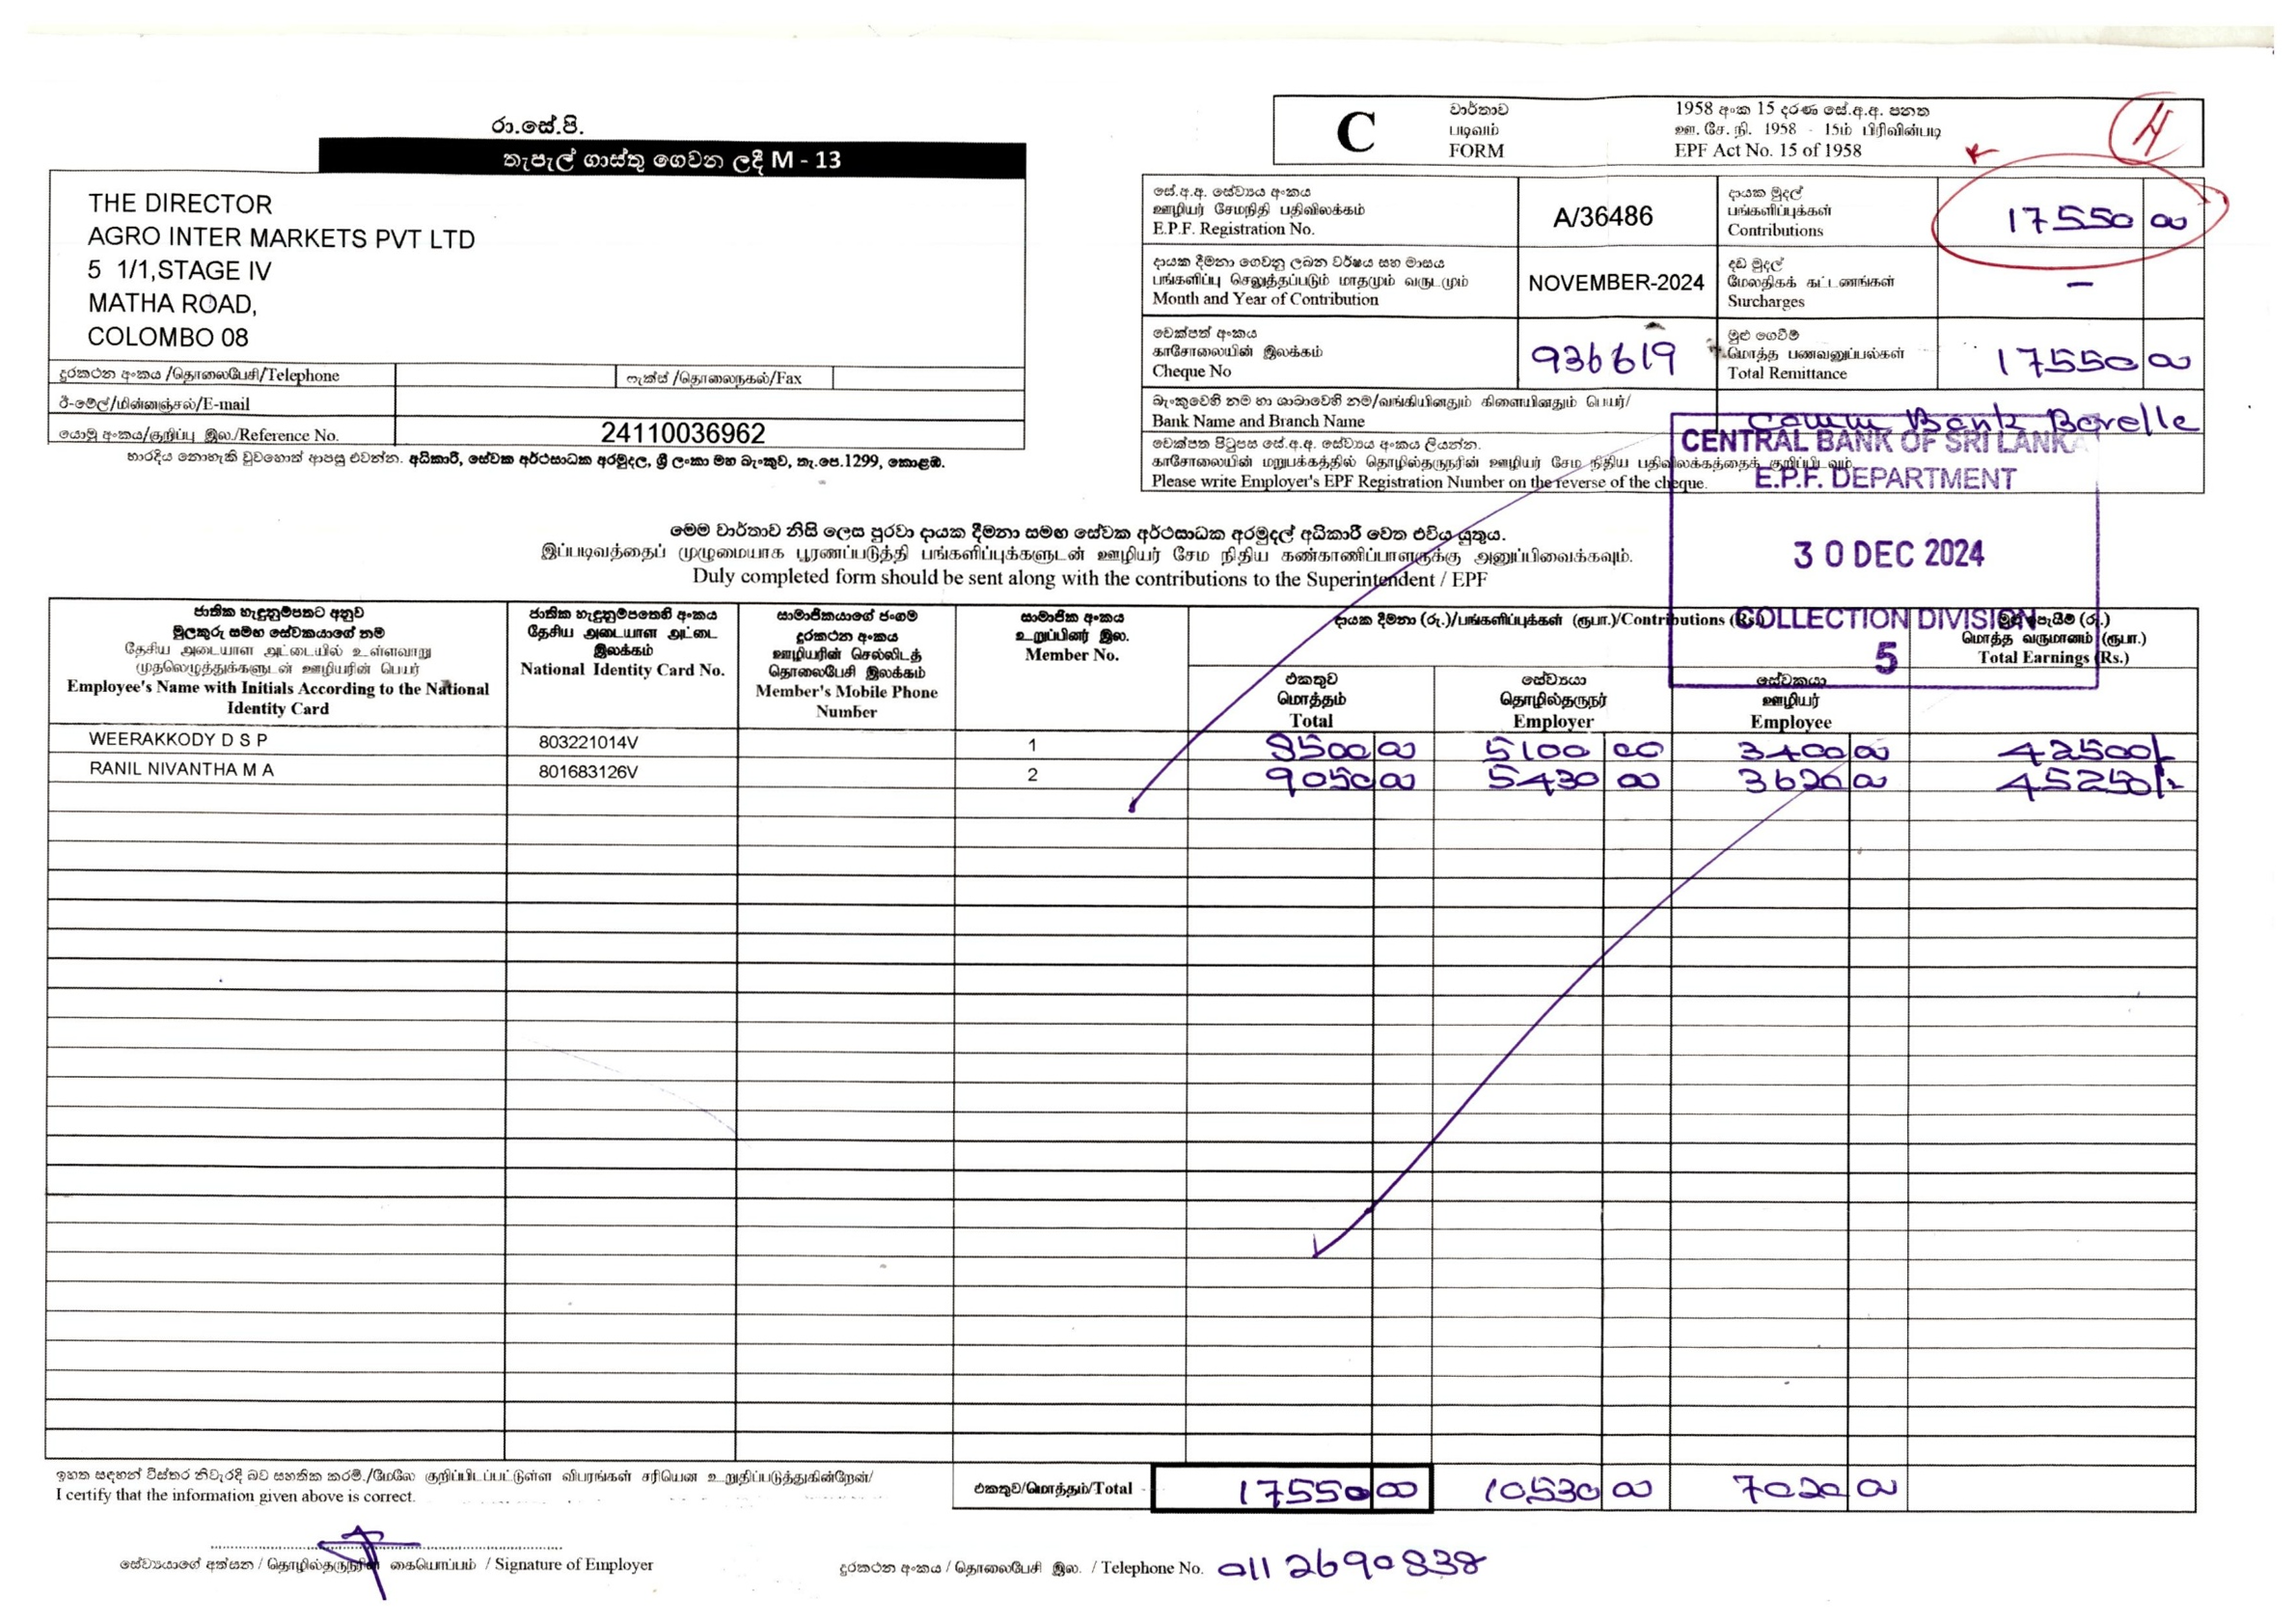 රා.සේ.පි.
තැපැල් ගාස්තු ගෙවන ලදී M - 13
THE DIRECTOR
AGRO INTER MARKETS PVT LTD
5 1/1,STAGE IV
MATHA ROAD,
COLOMBO 08
දුරකථන අංකය /தொலைபேசி/Telephone
ෆැක්ස් /தொலைநகல்/Fax
ඊ-මේල්/மின்னஞ்சல்/E-mail
යොමු අංකය/குறிப்பு இல./Reference No. 24110036962
භාරදිය නොහැකි වුවහොත් ආපසු එවන්න. අධිකාරී, සේවක අර්ථසාධක අරමුදල, ශ්‍රී ලංකා මහ බැංකුව, තැ.පෙ.1299, කොළඹ.
C
වාර්තාව
படிவம்
FORM
1958 අංක 15 දරණ සේ.අ.අ. පනත
ஊ. சே. நி. 1958 - 15ம் பிரிவின்படி
EPF Act No. 15 of 1958
H
සේ.අ.අ. සේව්‍යය අංකය
ஊழியர் சேமநிதி பதிவிலக்கம்
E.P.F. Registration No.
A/36486
දායක මුදල්
பங்களிப்புக்கள்
Contributions
17550 00
දායක දීමනා ගෙවනු ලබන වර්ෂය සහ මාසය
பங்களிப்பு செலுத்தப்படும் மாதமும் வருடமும்
Month and Year of Contribution
NOVEMBER-2024
දඩ මුදල්
மேலதிகக் கட்டணங்கள்
Surcharges
–
චෙක්පත් අංකය
காசோலையின் இலக்கம்
Cheque No
936619
මුළු ගෙවීම්
மொத்த பணவனுப்பல்கள்
Total Remittance
17550 00
බැංකුවෙහි නම හා ශාඛාවෙහි නම/வங்கியினதும் கிளையினதும் பெயர்/
Bank Name and Branch Name
Comm Bank Borelle
චෙක්පත පිටුපස සේ.අ.අ. සේව්‍යය අංකය ලියන්න.
காசோலையின் மறுபக்கத்தில் தொழில்தருநரின் ஊழியர் சேம நிதிய பதிவிலக்கத்தைக் குறிப்பிடவும்.
Please write Employer's EPF Registration Number on the reverse of the cheque.
CENTRAL BANK OF SRI LANKA
E.P.F. DEPARTMENT
30 DEC 2024
COLLECTION DIVISION
5
මෙම වාර්තාව නිසි ලෙස පුරවා දායක දීමනා සමඟ සේවක අර්ථසාධක අරමුදල් අධිකාරී වෙත එවිය යුතුය.
இப்படிவத்தைப் முழுமையாக பூரணப்படுத்தி பங்களிப்புக்களுடன் ஊழியர் சேம நிதிய கண்காணிப்பாளருக்கு அனுப்பிவைக்கவும்.
Duly completed form should be sent along with the contributions to the Superintendent / EPF
ජාතික හැඳුනුම්පතට අනුව
මුලකුරු සමඟ සේවකයාගේ නම
தேசிய அடையாள அட்டையில் உள்ளவாறு
முதலெழுத்துக்களுடன் ஊழியரின் பெயர்
Employee's Name with Initials According to the National
Identity Card
ජාතික හැඳුනුම්පතෙහි අංකය
தேசிய அடையாள அட்டை
இலக்கம்
National Identity Card No.
සාමාජිකයාගේ ජංගම
දුරකථන අංකය
ஊழியரின் செல்லிடத்
தொலைபேசி இலக்கம்
Member's Mobile Phone
Number
සාමාජික අංකය
உறுப்பினர் இல.
Member No.
දායක දීමනා (රු.)/பங்களிப்புக்கள் (ரூபா.)/Contributions (Rs.)
මුළු ඉපැයීම් (රු.)
மொத்த வருமானம் (ரூபா.)
Total Earnings (Rs.)
එකතුව
மொத்தம்
Total
සේව්‍යයා
தொழில்தருநர்
Employer
සේවකයා
ஊழியர்
Employee
WEERAKKODY D S P 803221014V 1 8500 00 5100 00 3400 00 42500/-
RANIL NIVANTHA M A 801683126V 2 9050 00 5430 00 3620 00 45250/-
ඉහත සඳහන් විස්තර නිවැරදි බව සහතික කරමි./மேலே குறிப்பிடப்பட்டுள்ள விபரங்கள் சரியென உறுதிப்படுத்துகின்றேன்/
I certify that the information given above is correct.
එකතුව/மொத்தம்/Total 17550 00 10530 00 7020 00
සේව්‍යයාගේ අත්සන / தொழில்தருநரின் கையொப்பம் / Signature of Employer
දුරකථන අංකය / தொலைபேசி இல. / Telephone No. 011 2690838